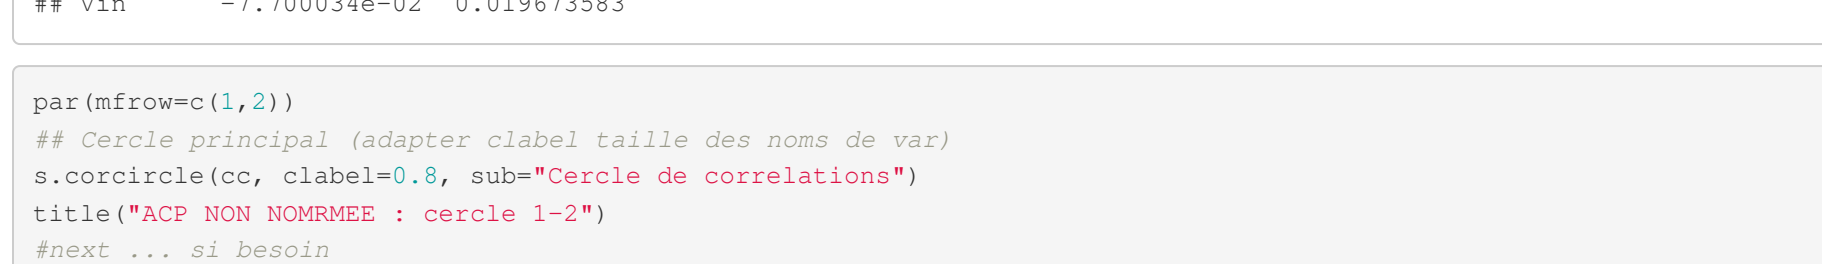 ## vin      -7.700034e-02  0.019673583
par(mfrow=c(1,2))
## Cercle principal (adapter clabel taille des noms de var)
s.corcircle(cc, clabel=0.8, sub="Cercle de correlations")
title("ACP NON NOMRMEE : cercle 1-2")
#next ... si besoin